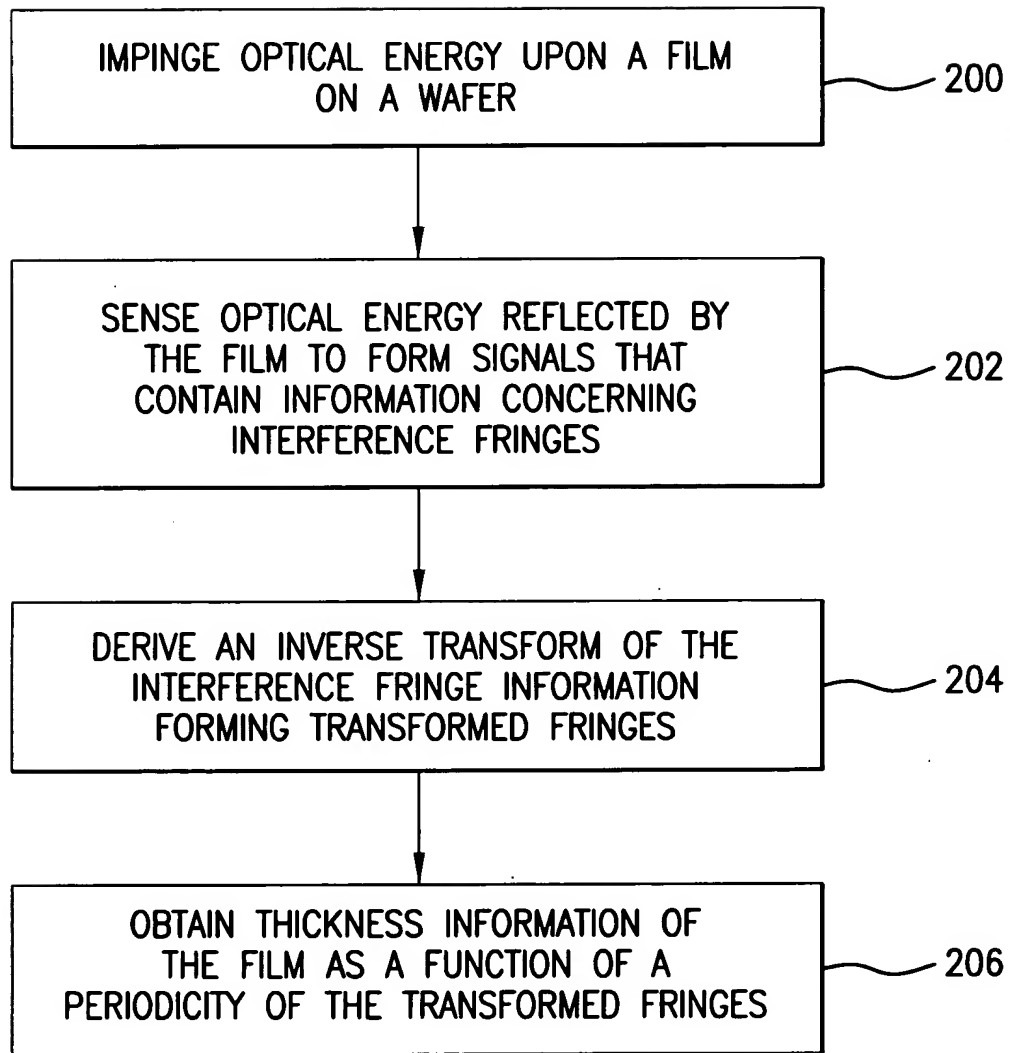 IMPINGE OPTICAL ENERGY UPON A FILM
ON A WAFER
200
SENSE OPTICAL ENERGY REFLECTED BY
THE FILM TO FORM SIGNALS THAT
CONTAIN INFORMATION CONCERNING
INTERFERENCE FRINGES
202
DERIVE AN INVERSE TRANSFORM OF THE
INTERFERENCE FRINGE INFORMATION
FORMING TRANSFORMED FRINGES
204
OBTAIN THICKNESS INFORMATION OF
THE FILM AS A FUNCTION OF A
PERIODICITY OF THE TRANSFORMED FRINGES
206